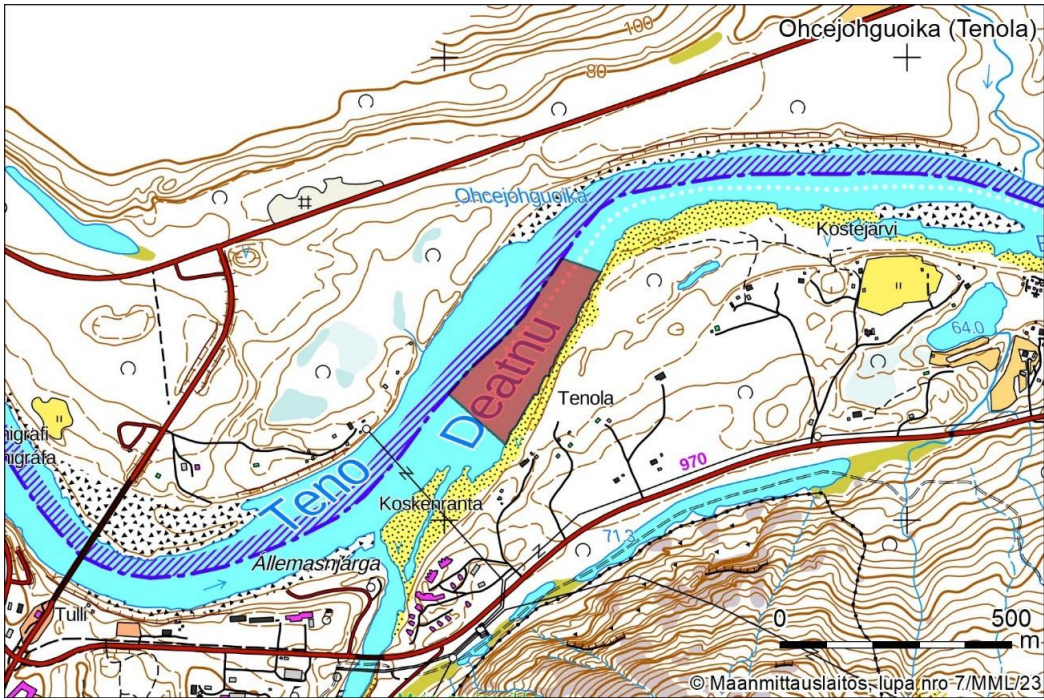 Ohcejohguoika (Tenola)
100
80
Ohcejohguoika
Kostejärvi
64.0
Deatnu
Tenola
970
Teno
Koskenranta
71.3
Állemasnjárga
Tulli
0 500
m
© Maanmittauslaitos, lupa nro 7/MML/23